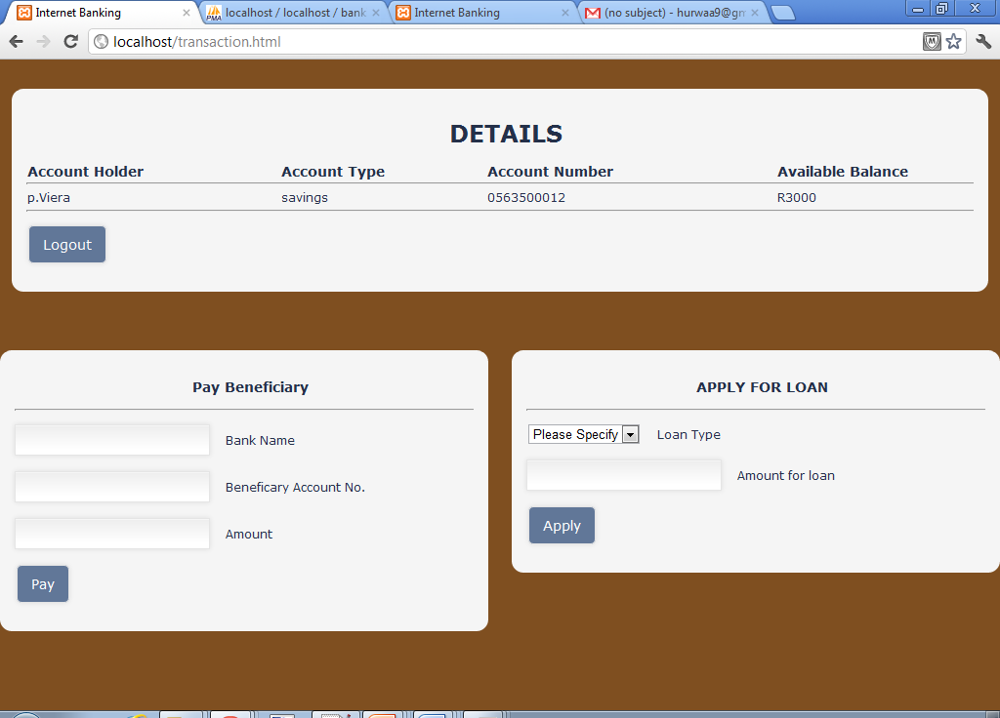 Internet Banking
localhost / localhost / bank
Internet Banking
(no subject) - hurwaa9@gm
localhost/transaction.html
DETAILS
Account Holder Account Type Account Number Available Balance
p.Viera savings 0563500012 R3000
Logout
Pay Beneficiary
Bank Name
Beneficary Account No.
Amount
Pay
APPLY FOR LOAN
Please Specify Loan Type
Amount for loan
Apply